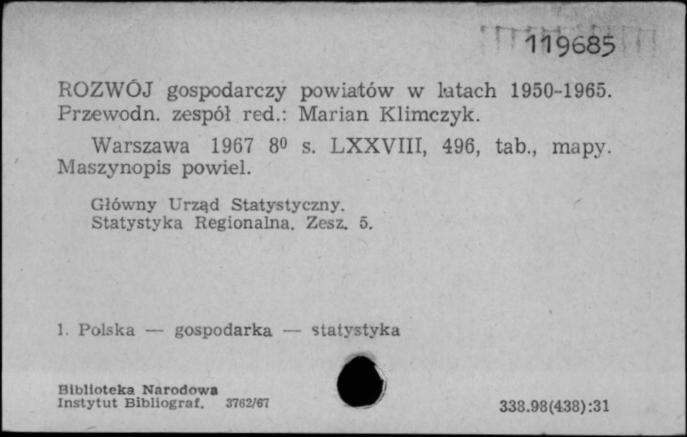 119685
ROZWÓJ gospodarczy powiatów w latach 1950-1965.
Przewodn. zespół red.: Marian Klimczyk.
Warszawa 1967 8⁰ s. LXXVIII, 496, tab., mapy.
Maszynopis powiel.
Główny Urząd Statystyczny.
Statystyka Regionalna. Zesz. 5.
1. Polska — gospodarka — statystyka
Biblioteka Narodowa
Instytut Bibliograf. 3762/67
338.98(438):31